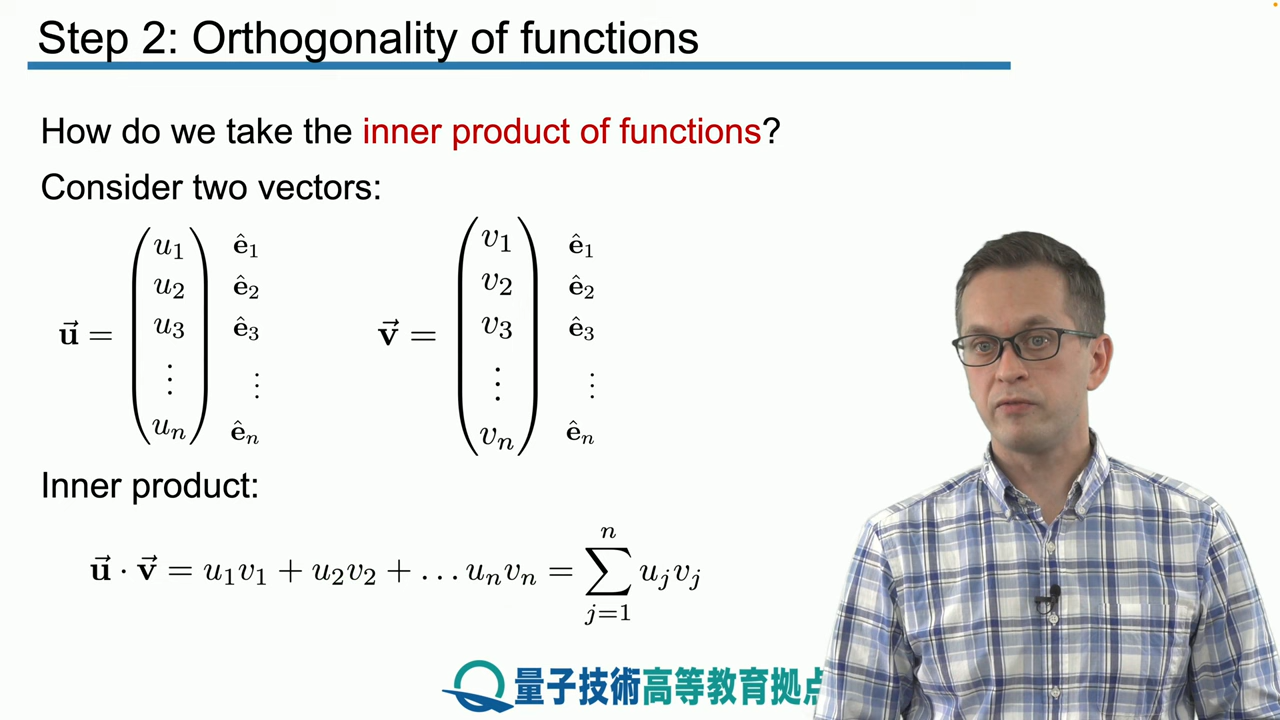 Step 2: Orthogonality of functions
How do we take the inner product of functions?
Consider two vectors:
u⃗ = (u₁ u₂ u₃ ⋮ uₙ) ê₁ ê₂ ê₃ ⋮ êₙ
v⃗ = (v₁ v₂ v₃ ⋮ vₙ) ê₁ ê₂ ê₃ ⋮ êₙ
Inner product:
u⃗ · v⃗ = u₁v₁ + u₂v₂ + … uₙvₙ = ∑ⁿⱼ₌₁ uⱼvⱼ
量子技術高等教育拠点